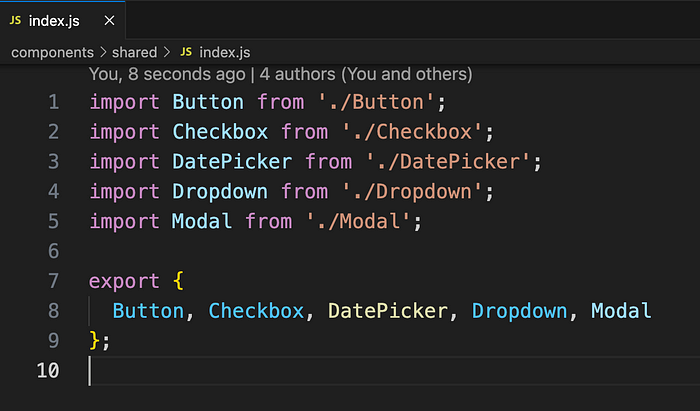 JS index.js ×
components > shared > JS index.js
You, 8 seconds ago | 4 authors (You and others)
1 import Button from './Button';
2 import Checkbox from './Checkbox';
3 import DatePicker from './DatePicker';
4 import Dropdown from './Dropdown';
5 import Modal from './Modal';
6
7 export {
8   Button, Checkbox, DatePicker, Dropdown, Modal
9 };
10